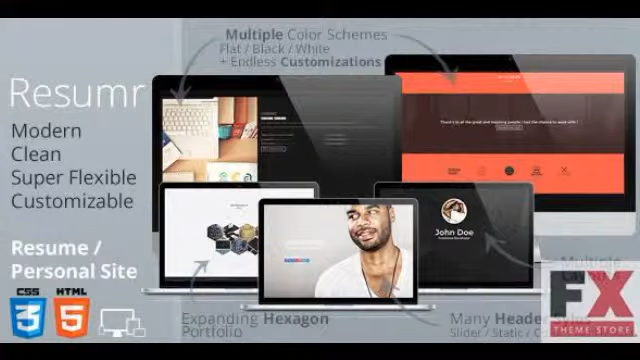 Multiple Color Schemes
Flat / Black / White
+ Endless Customizations
Resumr
Modern
Clean
Super Flexible
Customizable
Resume /
Personal Site
CSS
3
HTML
5
John Doe
Expanding Hexagon
Portfolio
Multiple
Many Header
Slider / Static /
FX
THEME STORE